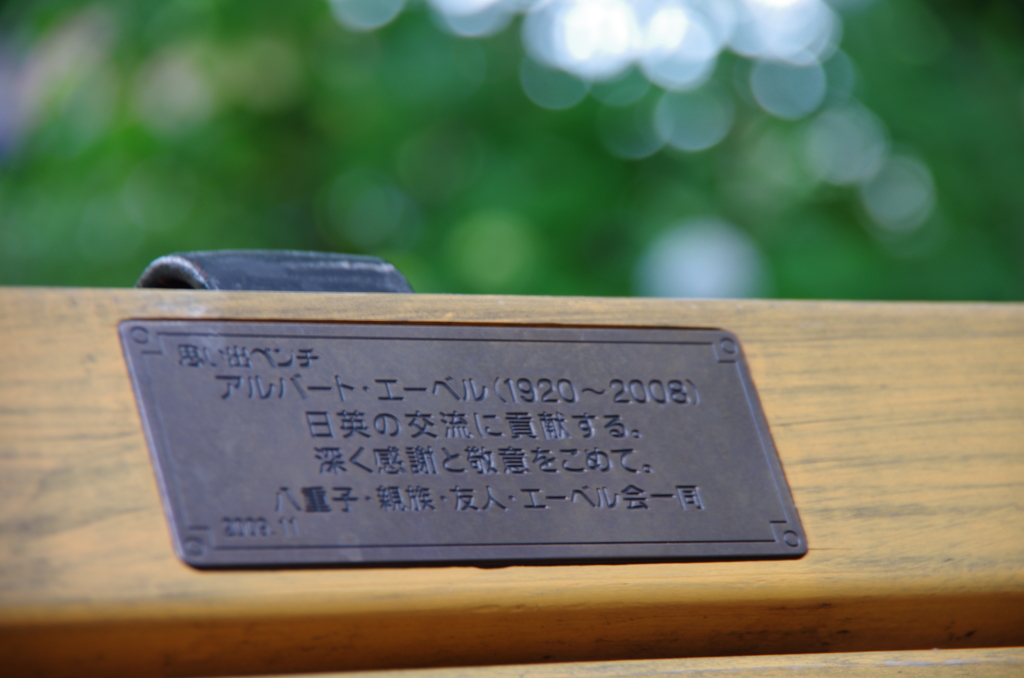 思い出ベンチ
アルバート・エーベル(1920～2008)
日英の交流に貢献する。
深く感謝と敬意をこめて。
八重子・親族・友人・エーベル会一同
2009.11